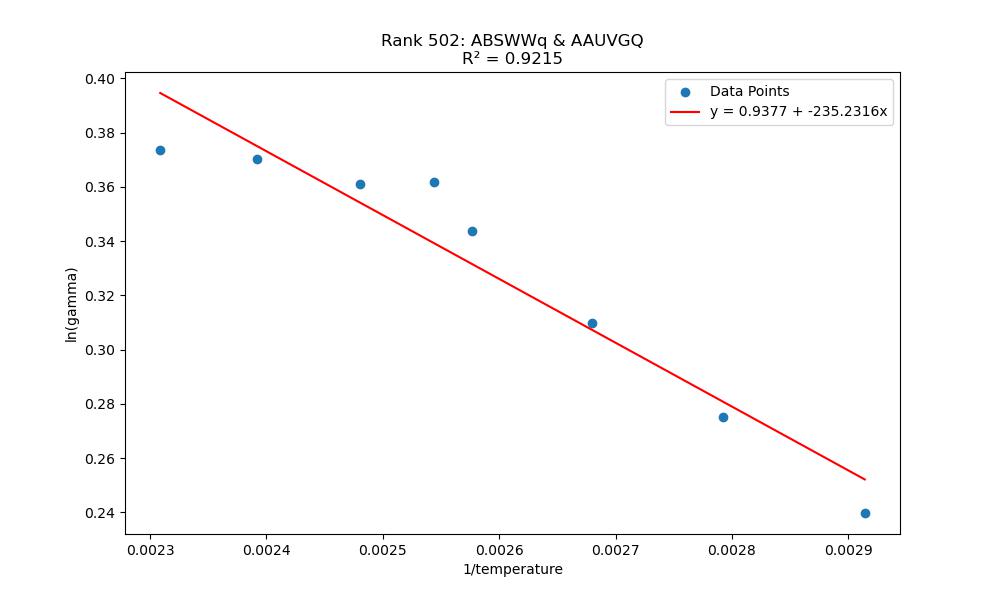 Rank 502: ABSWWq & AAUVGQ
R² = 0.9215
Data Points
y = 0.9377 + -235.2316x
0.40
0.38
0.36
0.34
0.32
0.30
0.28
0.26
0.24
ln(gamma)
0.0023 0.0024 0.0025 0.0026 0.0027 0.0028 0.0029
1/temperature